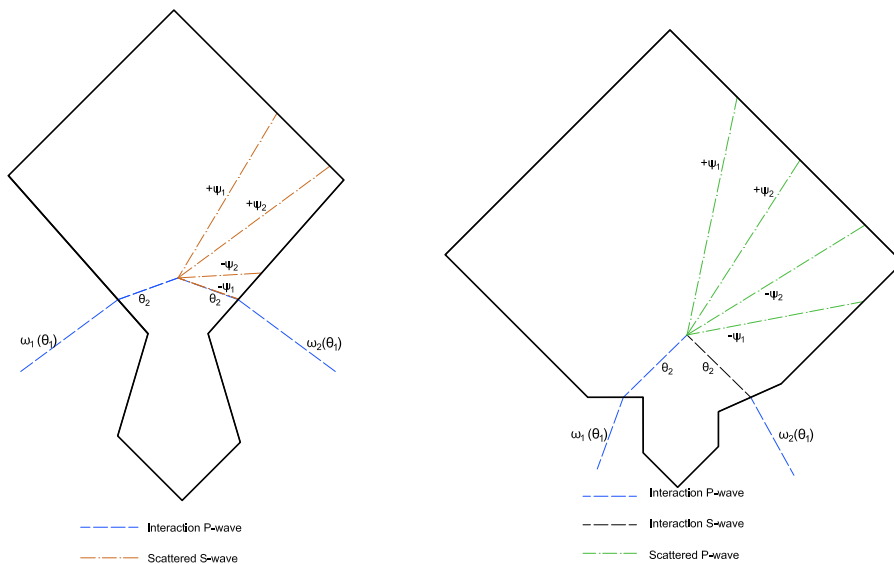 +ψ₁
+ψ₂
-ψ₂
-ψ₁
θ₂
θ₂
ω₁(θ₁)
ω₂(θ₁)
Interaction P-wave
Scattered S-wave
+ψ₁
+ψ₂
-ψ₂
-ψ₁
θ₂
θ₂
ω₁(θ₁)
ω₂(θ₁)
Interaction P-wave
Interaction S-wave
Scattered P-wave